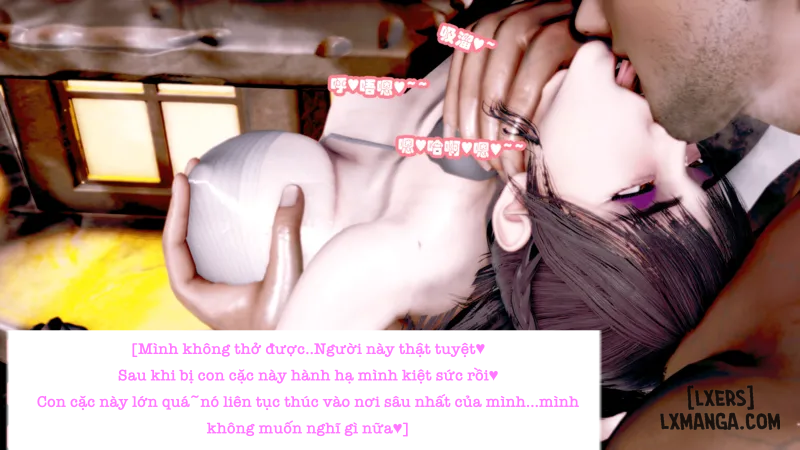 吸溜♥~
呼♥唔嗯♥~~
嗯♥哈啊♥嗯♥~~
[Mình không thở được..Người này thật tuyệt♥
Sau khi bị con cặc này hành hạ mình kiệt sức rồi♥
Con cặc này lớn quá~nó liên tục thúc vào nơi sâu nhất của mình...mình
không muốn nghĩ gì nữa♥]
[LXERS]
LXMANGA.COM